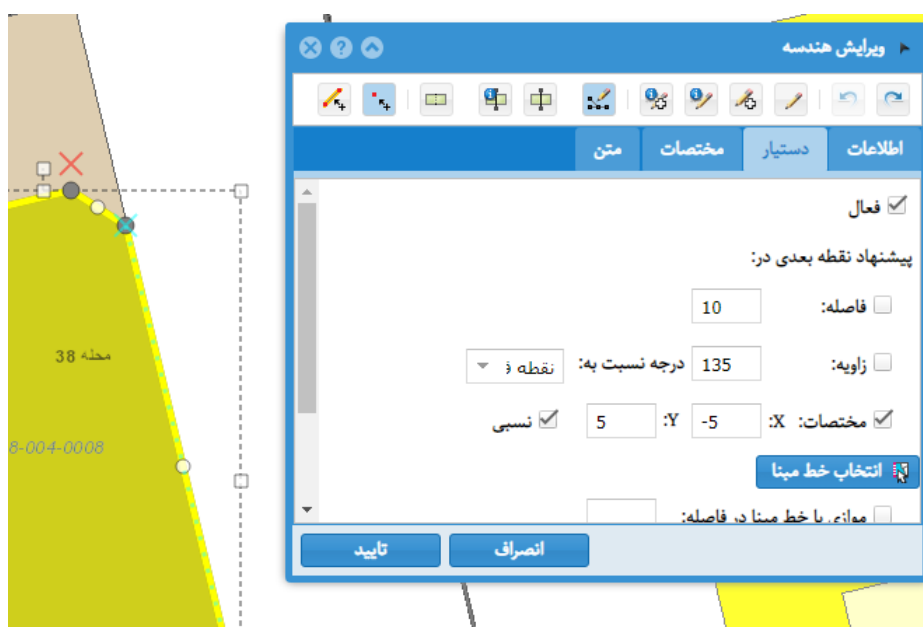 ویرایش هندسه
اطلاعات
دستیار
مختصات
متن
فعال
پیشنهاد نقطه بعدی در:
فاصله: 10
زاویه: 135 درجه نسبت به: نقطه
مختصات: X: -5 Y: 5 نسبی
انتخاب خط مبنا
موازی با خط مبنا در فاصله:
انصراف
تایید
محله 38
8-004-0008